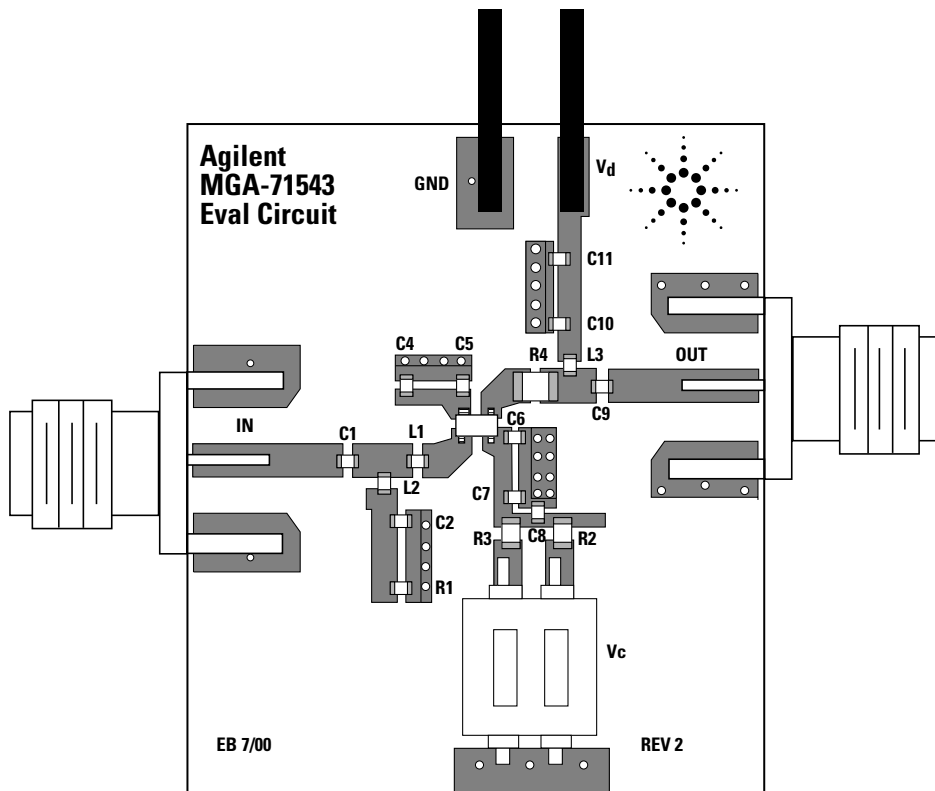 Agilent
MGA-71543
Eval Circuit
GND
Vd
C11
C10
C4
C5
R4
L3
OUT
C9
IN
C1
L1
C6
L2
C7
C2
R3
C8
R2
R1
Vc
EB 7/00
REV 2